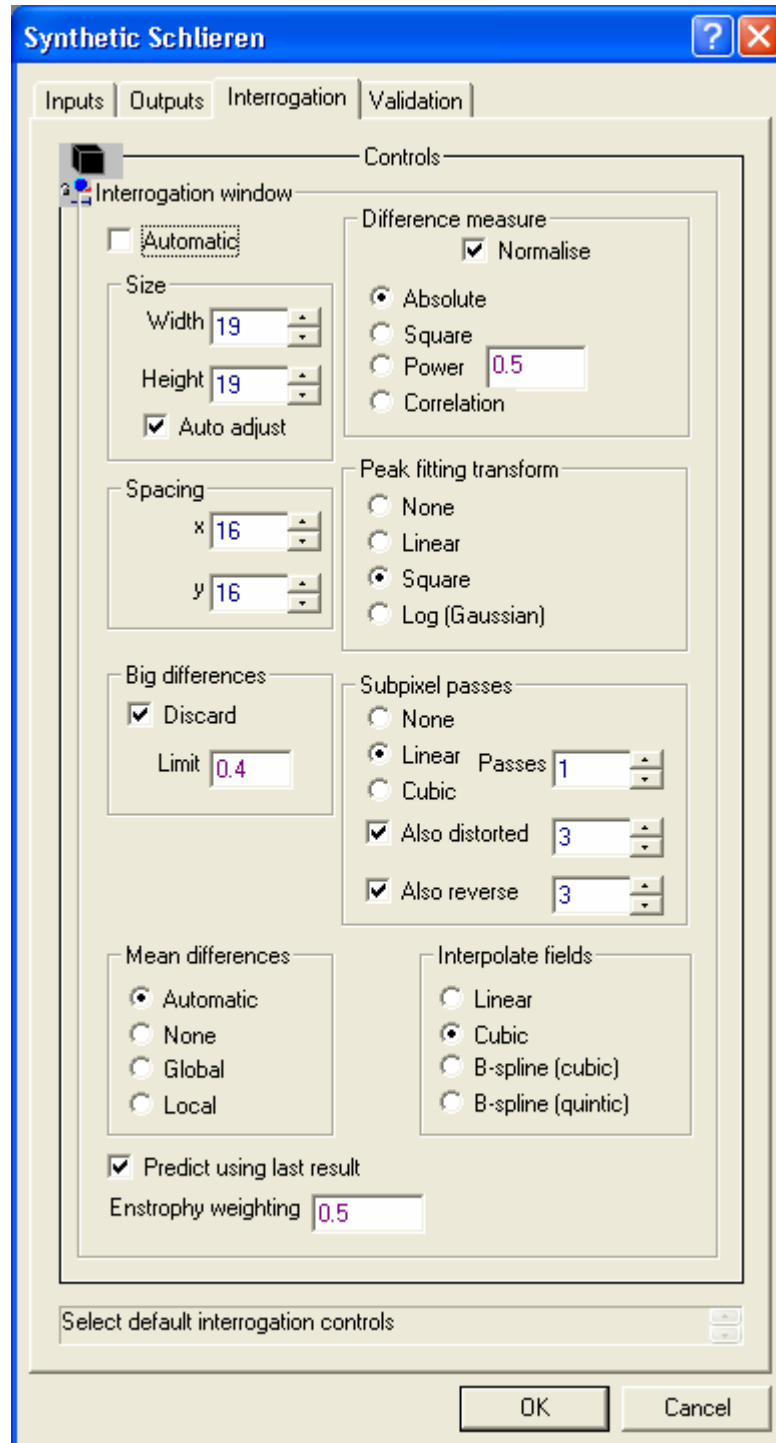 Synthetic Schlieren
Inputs
Outputs
Interrogation
Validation
Controls
Interrogation window
Automatic
Size
Width 19
Height 19
Auto adjust
Difference measure
Normalise
Absolute
Square
Power 0.5
Correlation
Spacing
x 16
y 16
Peak fitting transform
None
Linear
Square
Log (Gaussian)
Big differences
Discard
Limit 0.4
Subpixel passes
None
Linear
Passes 1
Cubic
Also distorted 3
Also reverse 3
Mean differences
Automatic
None
Global
Local
Interpolate fields
Linear
Cubic
B-spline (cubic)
B-spline (quintic)
Predict using last result
Enstrophy weighting 0.5
Select default interrogation controls
OK
Cancel